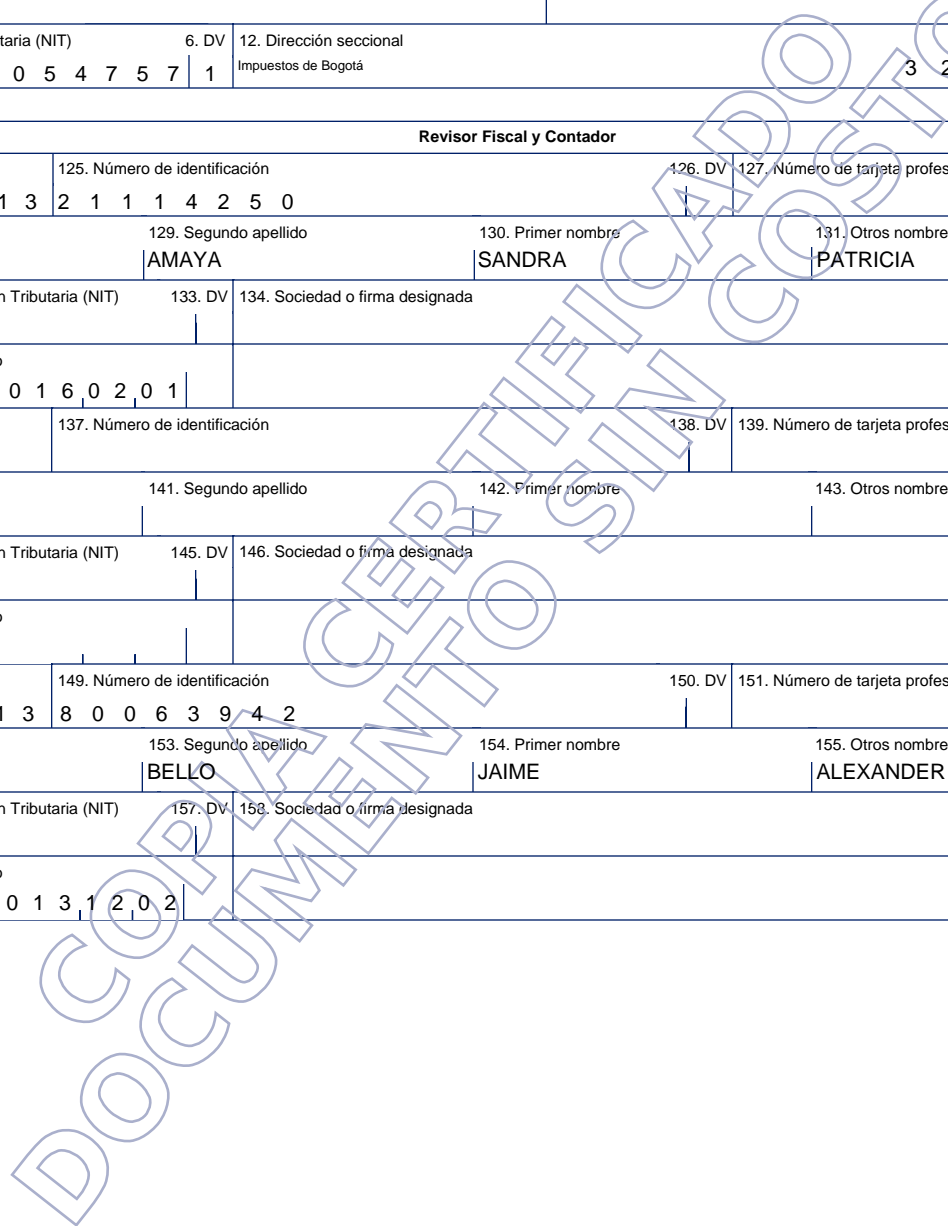 taria (NIT) 6. DV 12. Dirección seccional
0 5 4 7 5 7 1 Impuestos de Bogotá 3 2
Revisor Fiscal y Contador
125. Número de identificación 126. DV 127. Número de tarjeta profes
1 3 2 1 1 1 4 2 5 0
129. Segundo apellido 130. Primer nombre 131. Otros nombre
AMAYA SANDRA PATRICIA
n Tributaria (NIT) 133. DV 134. Sociedad o firma designada
o
0 1 6 0 2 0 1
137. Número de identificación 138. DV 139. Número de tarjeta profes
141. Segundo apellido 142. Primer nombre 143. Otros nombre
n Tributaria (NIT) 145. DV 146. Sociedad o firma designada
o
149. Número de identificación 150. DV 151. Número de tarjeta profes
1 3 8 0 0 6 3 9 4 2
153. Segundo apellido 154. Primer nombre 155. Otros nombre
BELLO JAIME ALEXANDER
n Tributaria (NIT) 157. DV 158. Sociedad o firma designada
o
0 1 3 1 2 0 2
COPIA CERTIFICADO
DOCUMENTO SIN COSTO